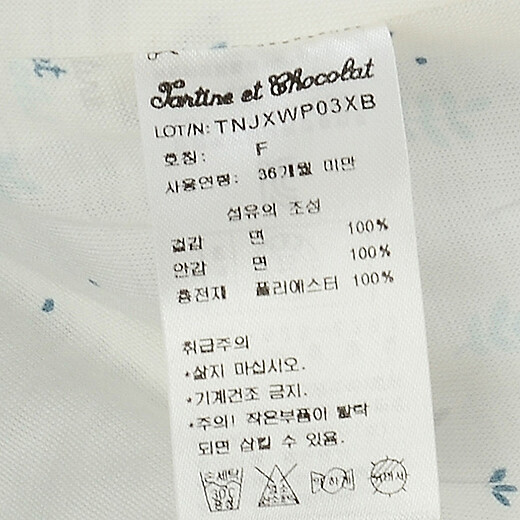 Tartine et Chocolat
LOT/N: TNJXWP03XB
호칭: F
사용연령: 36개월 미만
섬유의 조성
겉감 면 100%
안감 면 100%
충전재 폴리에스터 100%
취급주의
*삶지 마십시오.
*기계건조 금지.
*주의! 작은부품이 탈락
되면 삼킬 수 있음.
손세탁
30℃